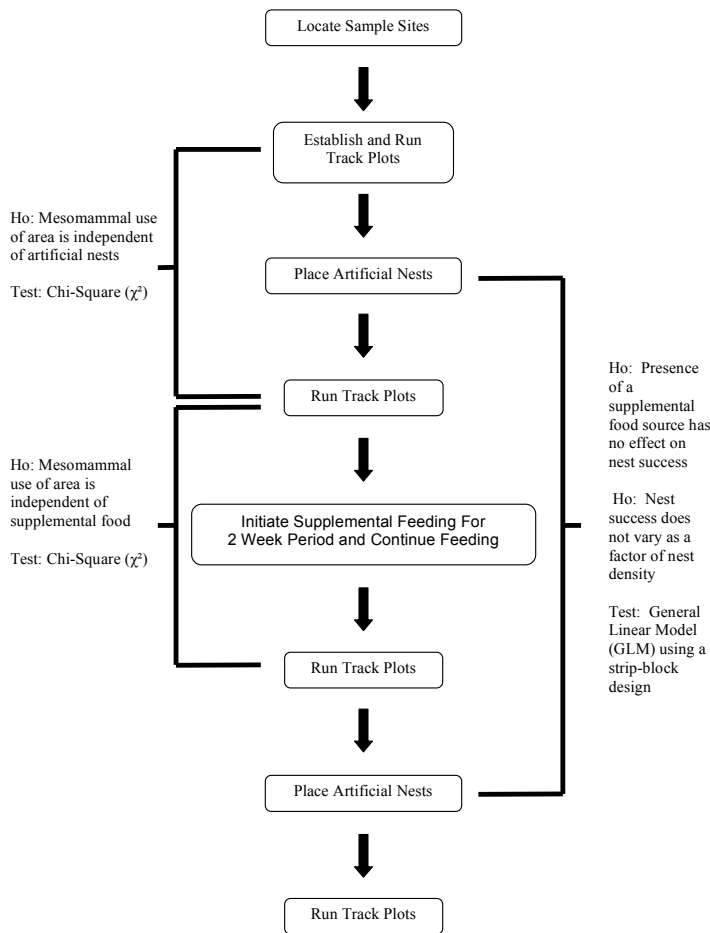 Locate Sample Sites
Establish and Run
Track Plots
Ho: Mesomammal use
of area is independent
of artificial nests
Test: Chi-Square (χ²)
Place Artificial Nests
Run Track Plots
Ho: Mesomammal
use of area is
independent of
supplemental food
Test: Chi-Square (χ²)
Initiate Supplemental Feeding For
2 Week Period and Continue Feeding
Run Track Plots
Place Artificial Nests
Run Track Plots
Ho: Presence
of a
supplemental
food source has
no effect on
nest success
Ho: Nest
success does
not vary as a
factor of nest
density
Test: General
Linear Model
(GLM) using a
strip-block
design